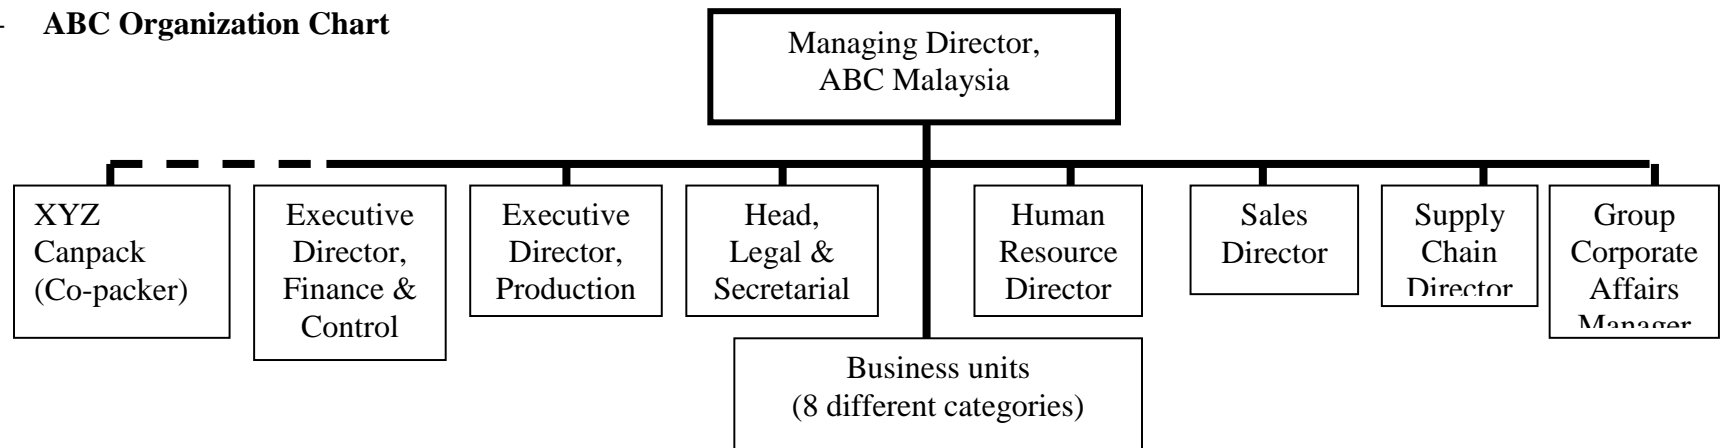 - ABC Organization Chart
Managing Director,
ABC Malaysia
XYZ
Canpack
(Co-packer)
Executive
Director,
Finance &
Control
Executive
Director,
Production
Head,
Legal &
Secretarial
Human
Resource
Director
Sales
Director
Supply
Chain
Director
Group
Corporate
Affairs
Manager
Business units
(8 different categories)